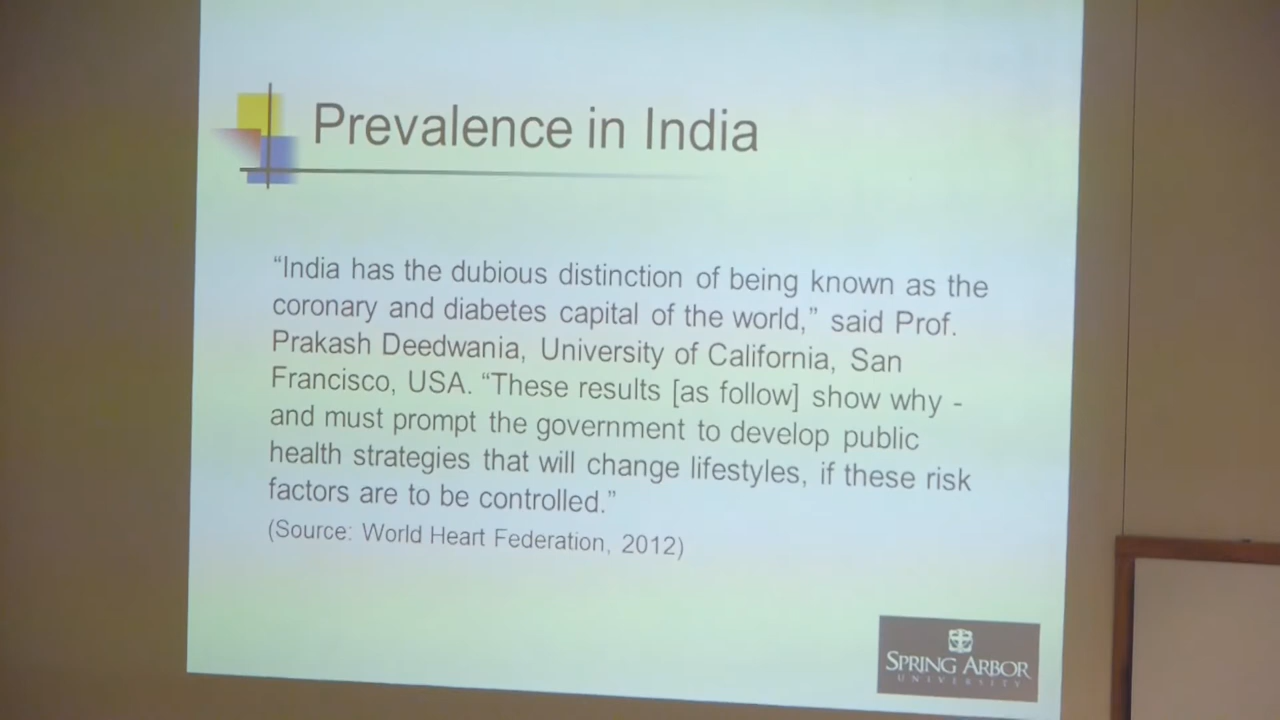 Prevalence in India
“India has the dubious distinction of being known as the
coronary and diabetes capital of the world,” said Prof.
Prakash Deedwania, University of California, San
Francisco, USA. “These results [as follow] show why -
and must prompt the government to develop public
health strategies that will change lifestyles, if these risk
factors are to be controlled.”
(Source: World Heart Federation, 2012)
SPRING ARBOR
UNIVERSITY